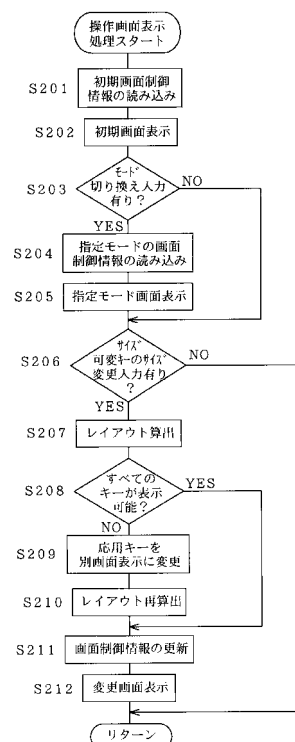 操作画面表示
処理スタート
S201
初期画面制御
情報の読み込み
S202
初期画面表示
S203
モード
切り換え入力
有り？
NO
YES
S204
指定モードの画面
制御情報の読み込み
S205
指定モード画面表示
S206
サイズ
可変キーのサイズ
変更入力有り
？
NO
YES
S207
レイアウト算出
S208
すべての
キーが表示
可能？
YES
NO
S209
応用キーを
別画面表示に変更
S210
レイアウト再算出
S211
画面制御情報の更新
S212
変更画面表示
リターン